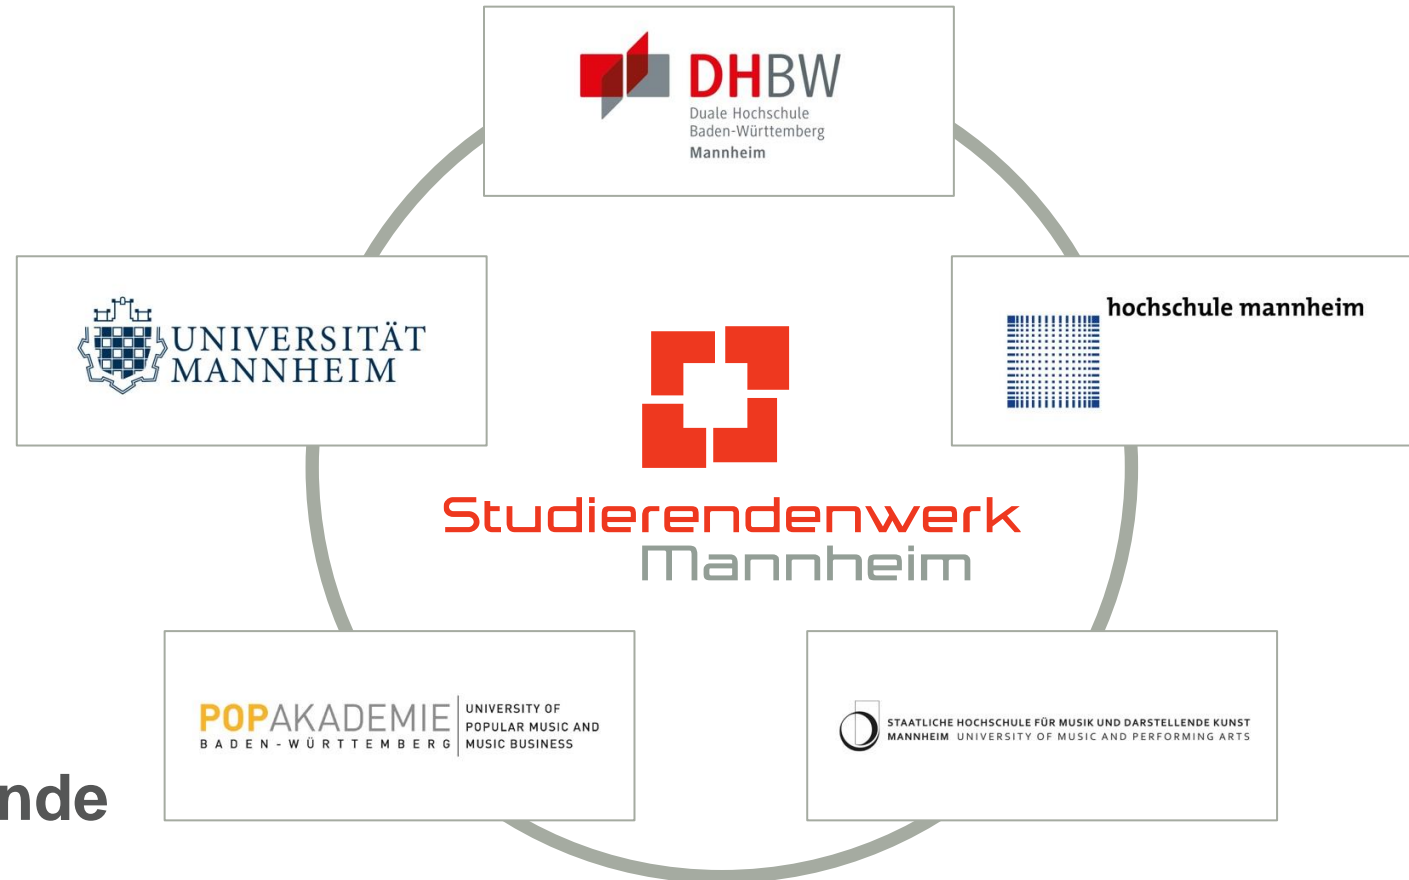 DHBW
Duale Hochschule
Baden-Württemberg
Mannheim
UNIVERSITÄT
MANNHEIM
hochschule mannheim
Studierendenwerk
Mannheim
POPAKADEMIE
BADEN-WÜRTTEMBERG
UNIVERSITY OF
POPULAR MUSIC AND
MUSIC BUSINESS
STAATLICHE HOCHSCHULE FÜR MUSIK UND DARSTELLENDE KUNST
MANNHEIM UNIVERSITY OF MUSIC AND PERFORMING ARTS
nde